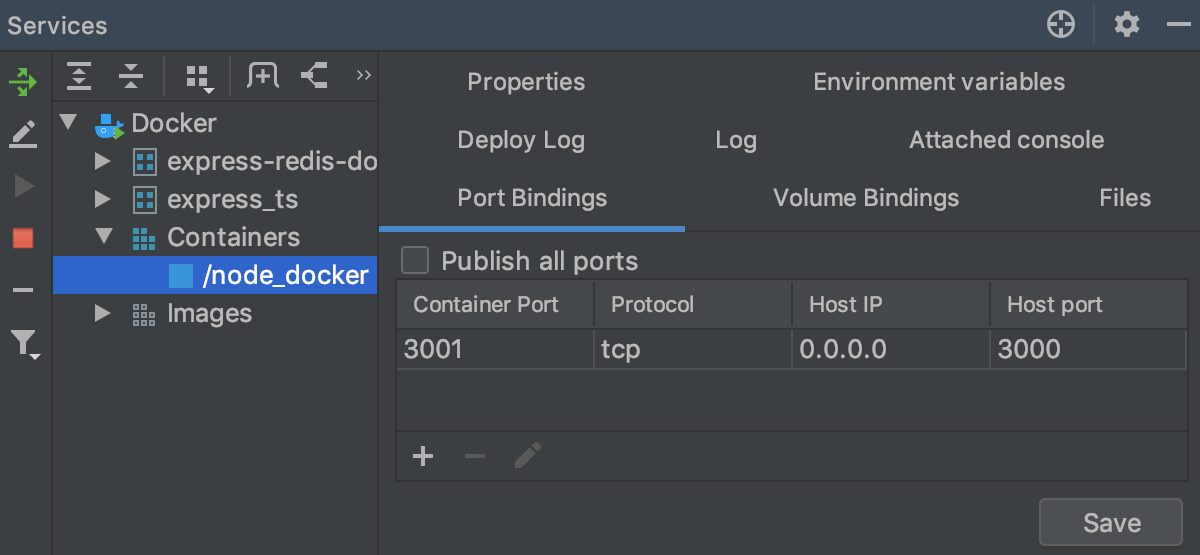 Services
Docker
express-redis-do
express_ts
Containers
/node_docker
Images
Properties Environment variables
Deploy Log Log Attached console
Port Bindings Volume Bindings Files
Publish all ports
Container Port Protocol Host IP Host port
3001 tcp 0.0.0.0 3000
Save